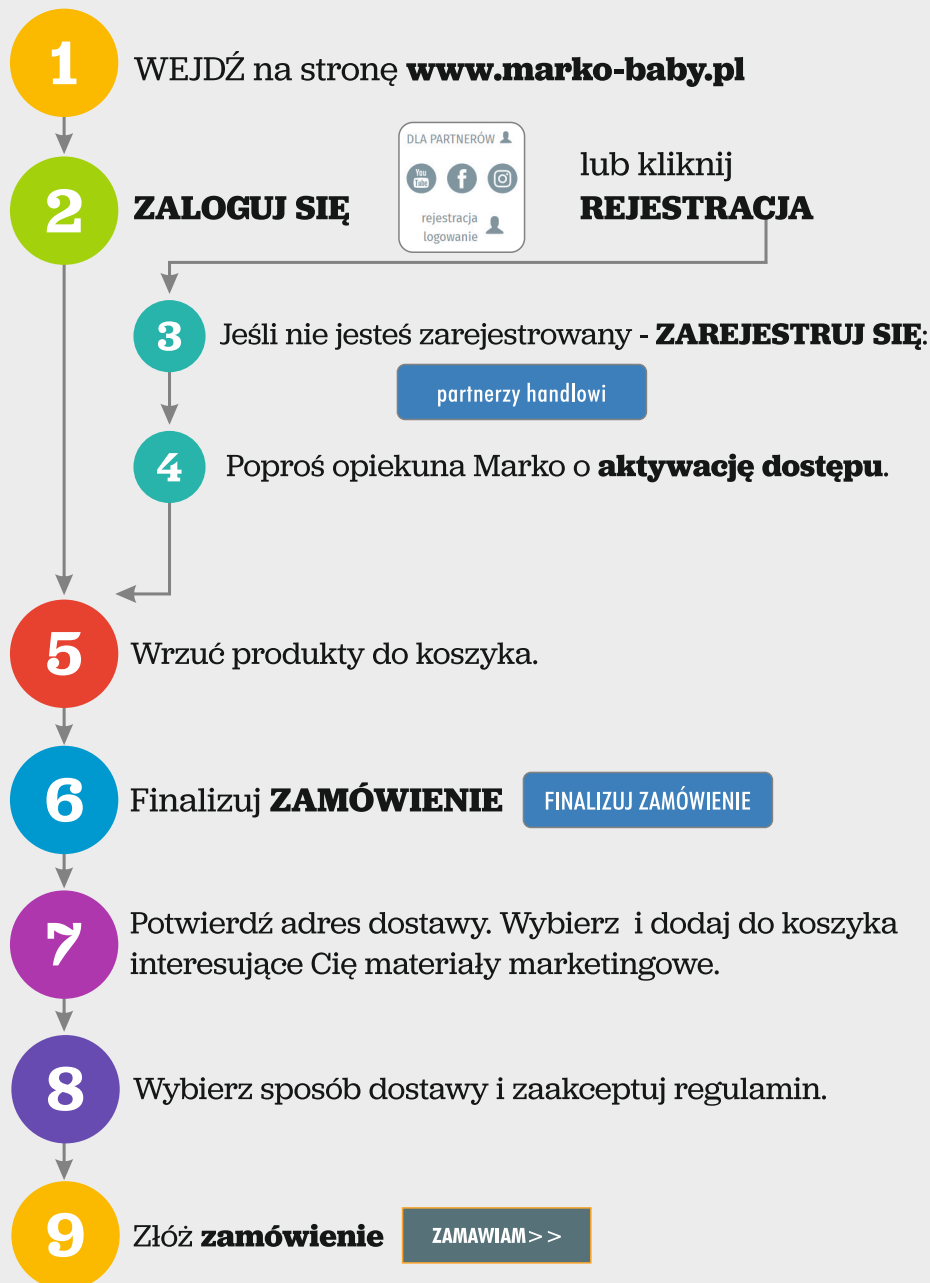 1
WEJDŹ na stronę www.marko-baby.pl
2
ZALOGUJ SIĘ
DLA PARTNERÓW
You
Tube
rejestracja
logowanie
lub kliknij
REJESTRACJA
3
Jeśli nie jesteś zarejestrowany - ZAREJESTRUJ SIĘ:
partnerzy handlowi
4
Poproś opiekuna Marko o aktywację dostępu.
5
Wrzuć produkty do koszyka.
6
Finalizuj ZAMÓWIENIE
FINALIZUJ ZAMÓWIENIE
7
Potwierdź adres dostawy. Wybierz  i dodaj do koszyka
interesujące Cię materiały marketingowe.
8
Wybierz sposób dostawy i zaakceptuj regulamin.
9
Złóż zamówienie
ZAMAWIAM>>